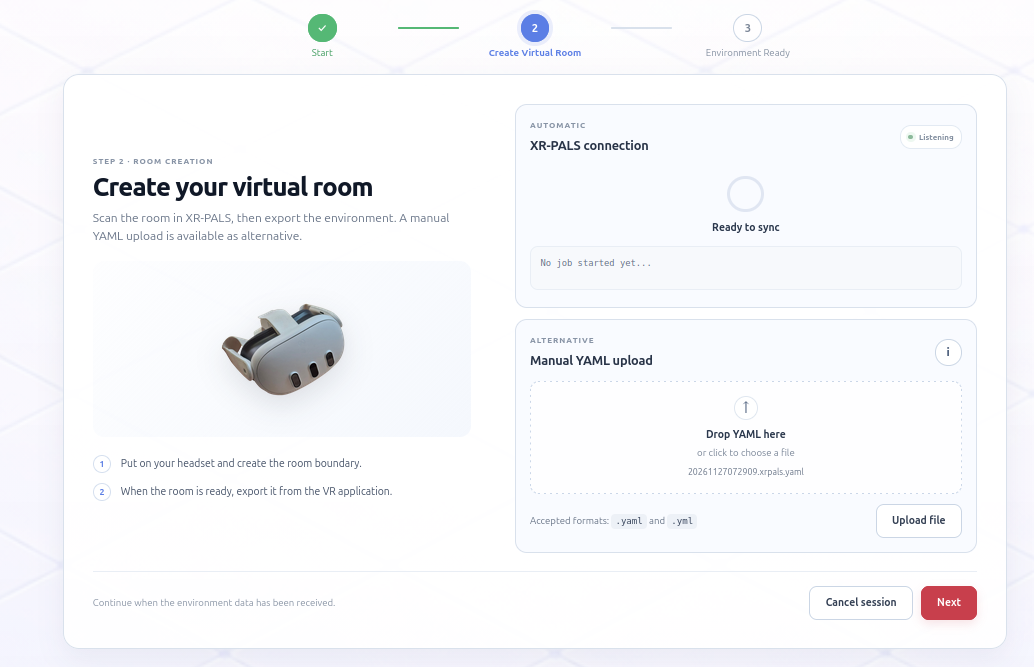 2
3
Start
Create Virtual Room
Environment Ready
STEP 2 · ROOM CREATION
Create your virtual room
Scan the room in XR-PALS, then export the environment. A manual
YAML upload is available as alternative.
1
Put on your headset and create the room boundary.
2
When the room is ready, export it from the VR application.
AUTOMATIC
XR-PALS connection
Listening
Ready to sync
No job started yet...
ALTERNATIVE
Manual YAML upload
i
Drop YAML here
or click to choose a file
20261127072909.xrpals.yaml
Accepted formats: .yaml and .yml
Upload file
Continue when the environment data has been received.
Cancel session
Next